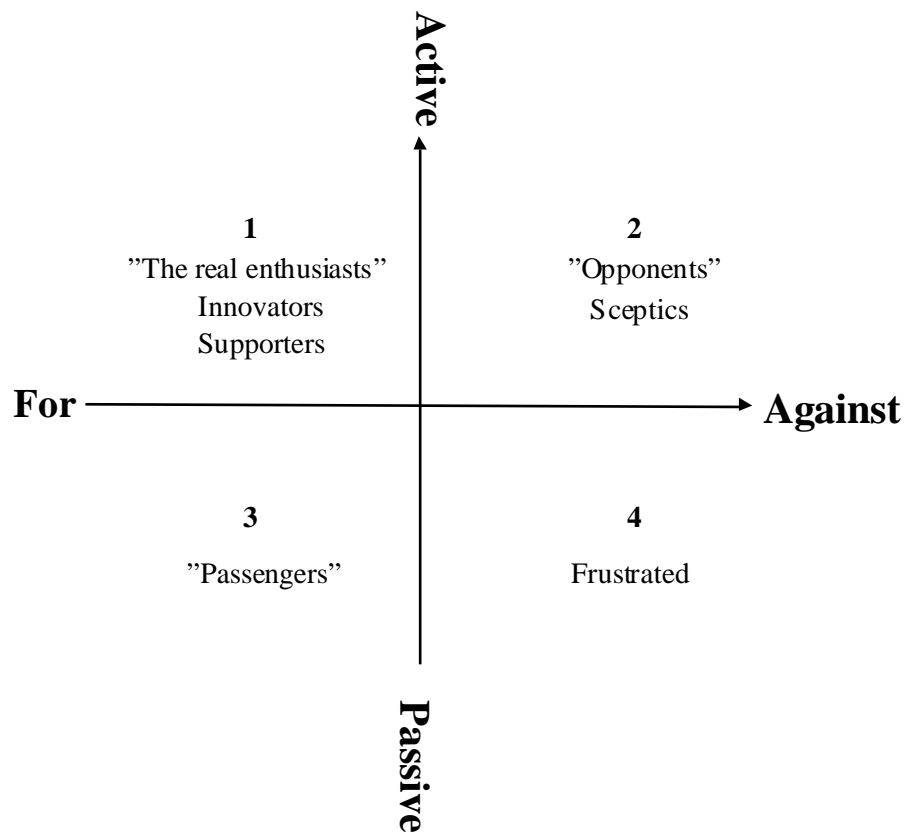 Active
1
”The real enthusiasts”
Innovators
Supporters
2
”Opponents”
Sceptics
For
Against
3
”Passengers”
4
Frustrated
Passive